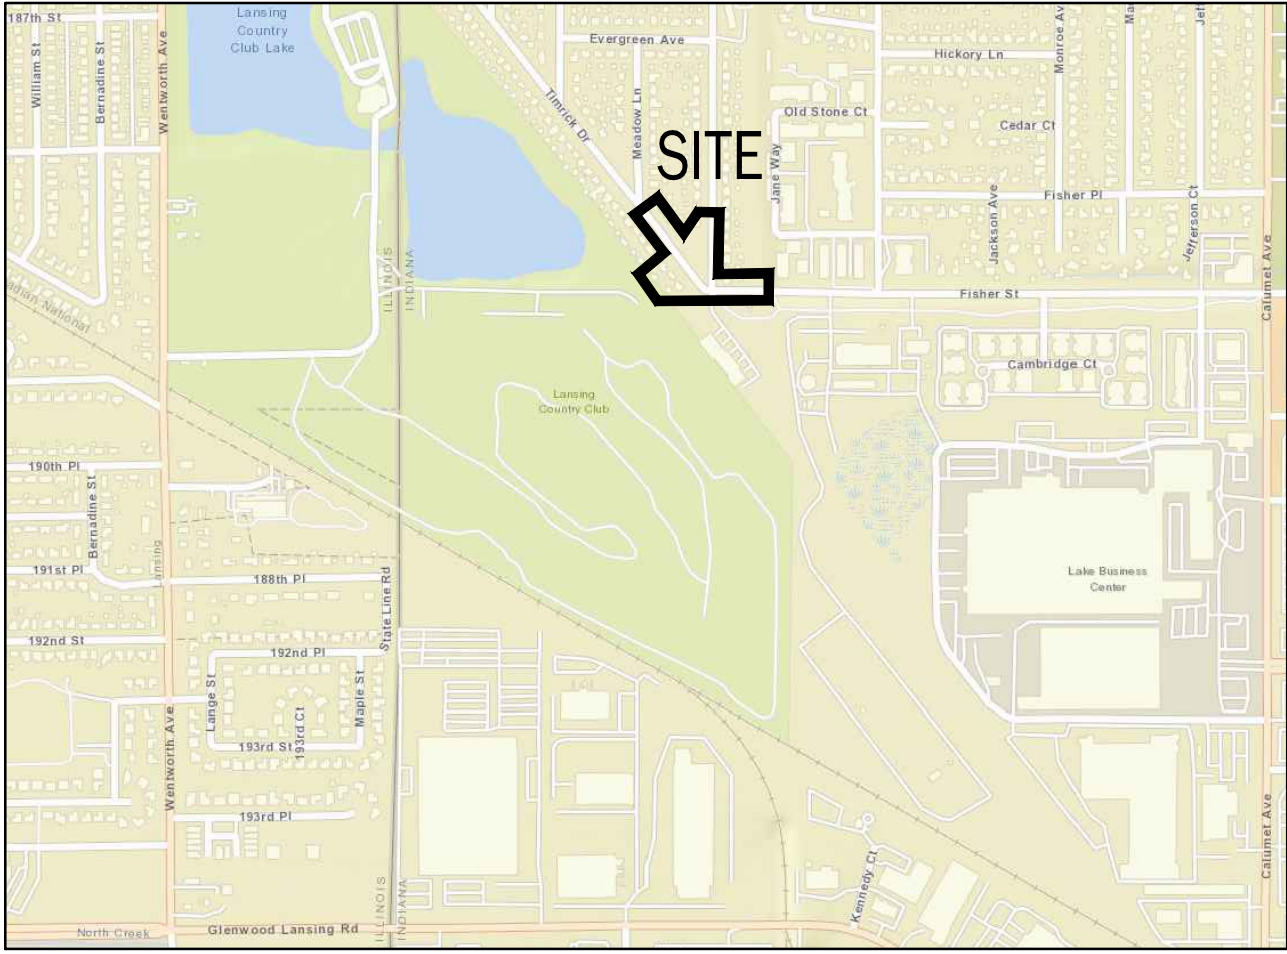 187th St
William St
Bernadine St
Wentworth Ave
Lansing
Country
Club Lake
Evergreen Ave
Timrick Dr
Meadow Ln
Hickory Ln
Old Stone Ct
Cedar Ct
SITE
Jane Way
Fisher Pl
Jackson Ave
Jefferson Ct
Calumet Ave
ILLINOIS
INDIANA
Fisher St
Cambridge Ct
Lansing
Country Club
190th Pl
Bernadine St
Lansing
191st Pl
188th Pl
State Line Rd
Lake Business
Center
192nd St
192nd Pl
Lange St
193rd Ct
Maple St
193rd St
Wentworth Ave
193rd Pl
Calumet Ave
Kennedy Ct
ILLINOIS
INDIANA
North Creek
Glenwood Lansing Rd